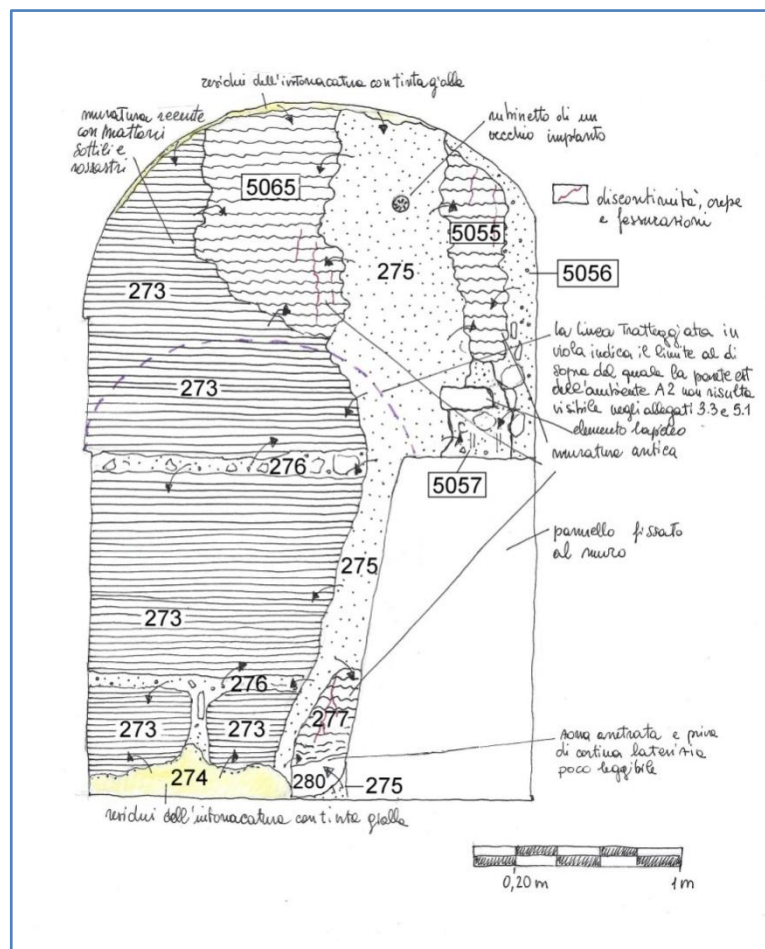 residui dell'intonacatura con tinta gialla
muratura recente
con mattoni
sottili e
rossastri
rubinetto di un
vecchio impianto
5065
discontinuità, crepe
e fessurazioni
5055
5056
275
273
la linea tratteggiata in
viola indica il limite al di
sopra del quale la parete est
dell'ambiente A2 non risulta
visibile negli allegati 3.3 e 5.1
273
elemento lapideo
muratura antica
276
5057
pannello fissato
al muro
275
273
276
277
273
273
zona arretrata e priva
di cortina laterizia
poco leggibile
274
280
275
residui dell'intonacatura con tinta gialla
0,20 m
1 m